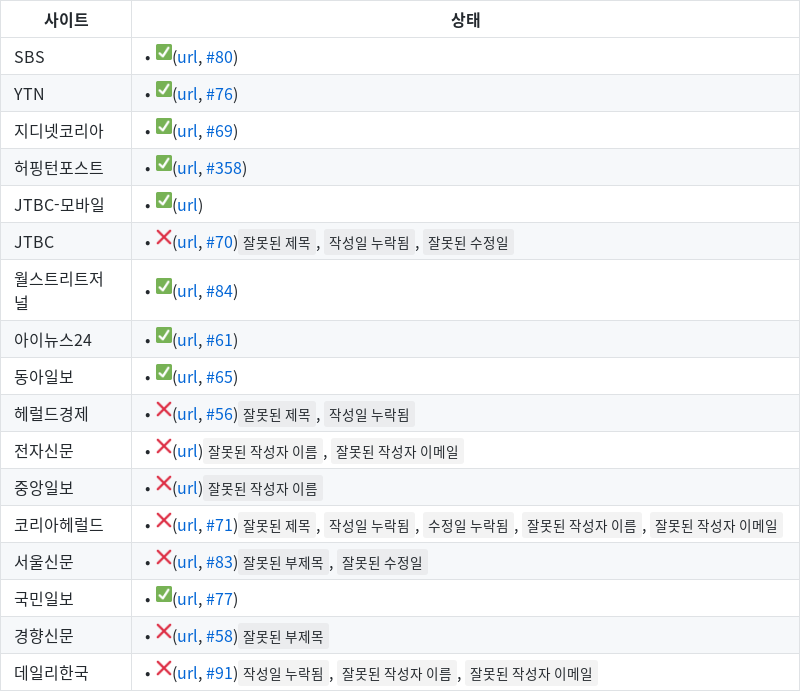 사이트 상태
SBS • ✅(url, #80)
YTN • ✅(url, #76)
지디넷코리아 • ✅(url, #69)
허핑턴포스트 • ✅(url, #358)
JTBC-모바일 • ✅(url)
JTBC • ❌(url, #70) 잘못된 제목 , 작성일 누락됨 , 잘못된 수정일
월스트리트저
널 • ✅(url, #84)
아이뉴스24 • ✅(url, #61)
동아일보 • ✅(url, #65)
헤럴드경제 • ❌(url, #56) 잘못된 제목 , 작성일 누락됨
전자신문 • ❌(url) 잘못된 작성자 이름 , 잘못된 작성자 이메일
중앙일보 • ❌(url) 잘못된 작성자 이름
코리아헤럴드 • ❌(url, #71) 잘못된 제목 , 작성일 누락됨 , 수정일 누락됨 , 잘못된 작성자 이름 , 잘못된 작성자 이메일
서울신문 • ❌(url, #83) 잘못된 부제목 , 잘못된 수정일
국민일보 • ✅(url, #77)
경향신문 • ❌(url, #58) 잘못된 부제목
데일리한국 • ❌(url, #91) 작성일 누락됨 , 잘못된 작성자 이름 , 잘못된 작성자 이메일